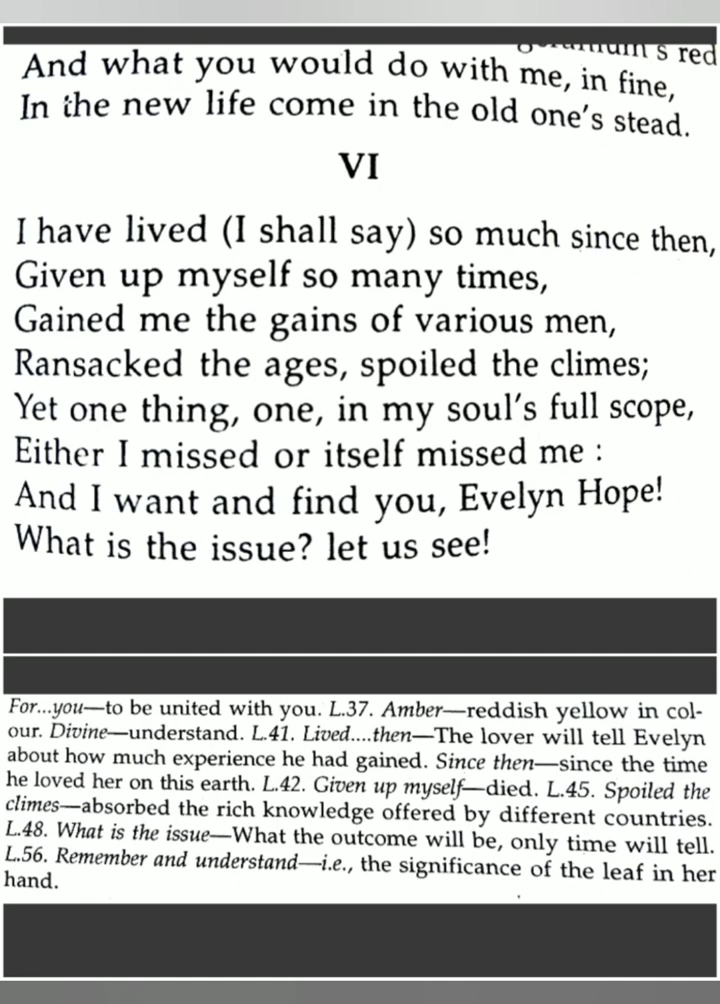 s red
And what you would do with me, in fine,
In the new life come in the old one's stead.
VI
I have lived (I shall say) so much since then,
Given up myself so many times,
Gained me the gains of various men,
Ransacked the ages, spoiled the climes;
Yet one thing, one, in my soul's full scope,
Either I missed or itself missed me :
And I want and find you, Evelyn Hope!
What is the issue? let us see!
For...you—to be united with you. L.37. Amber—reddish yellow in col-
our. Divine—understand. L.41. Lived....then—The lover will tell Evelyn
about how much experience he had gained. Since then—since the time
he loved her on this earth. L.42. Given up myself—died. L.45. Spoiled the
climes—absorbed the rich knowledge offered by different countries.
L.48. What is the issue—What the outcome will be, only time will tell.
L.56. Remember and understand—i.e., the significance of the leaf in her
hand.